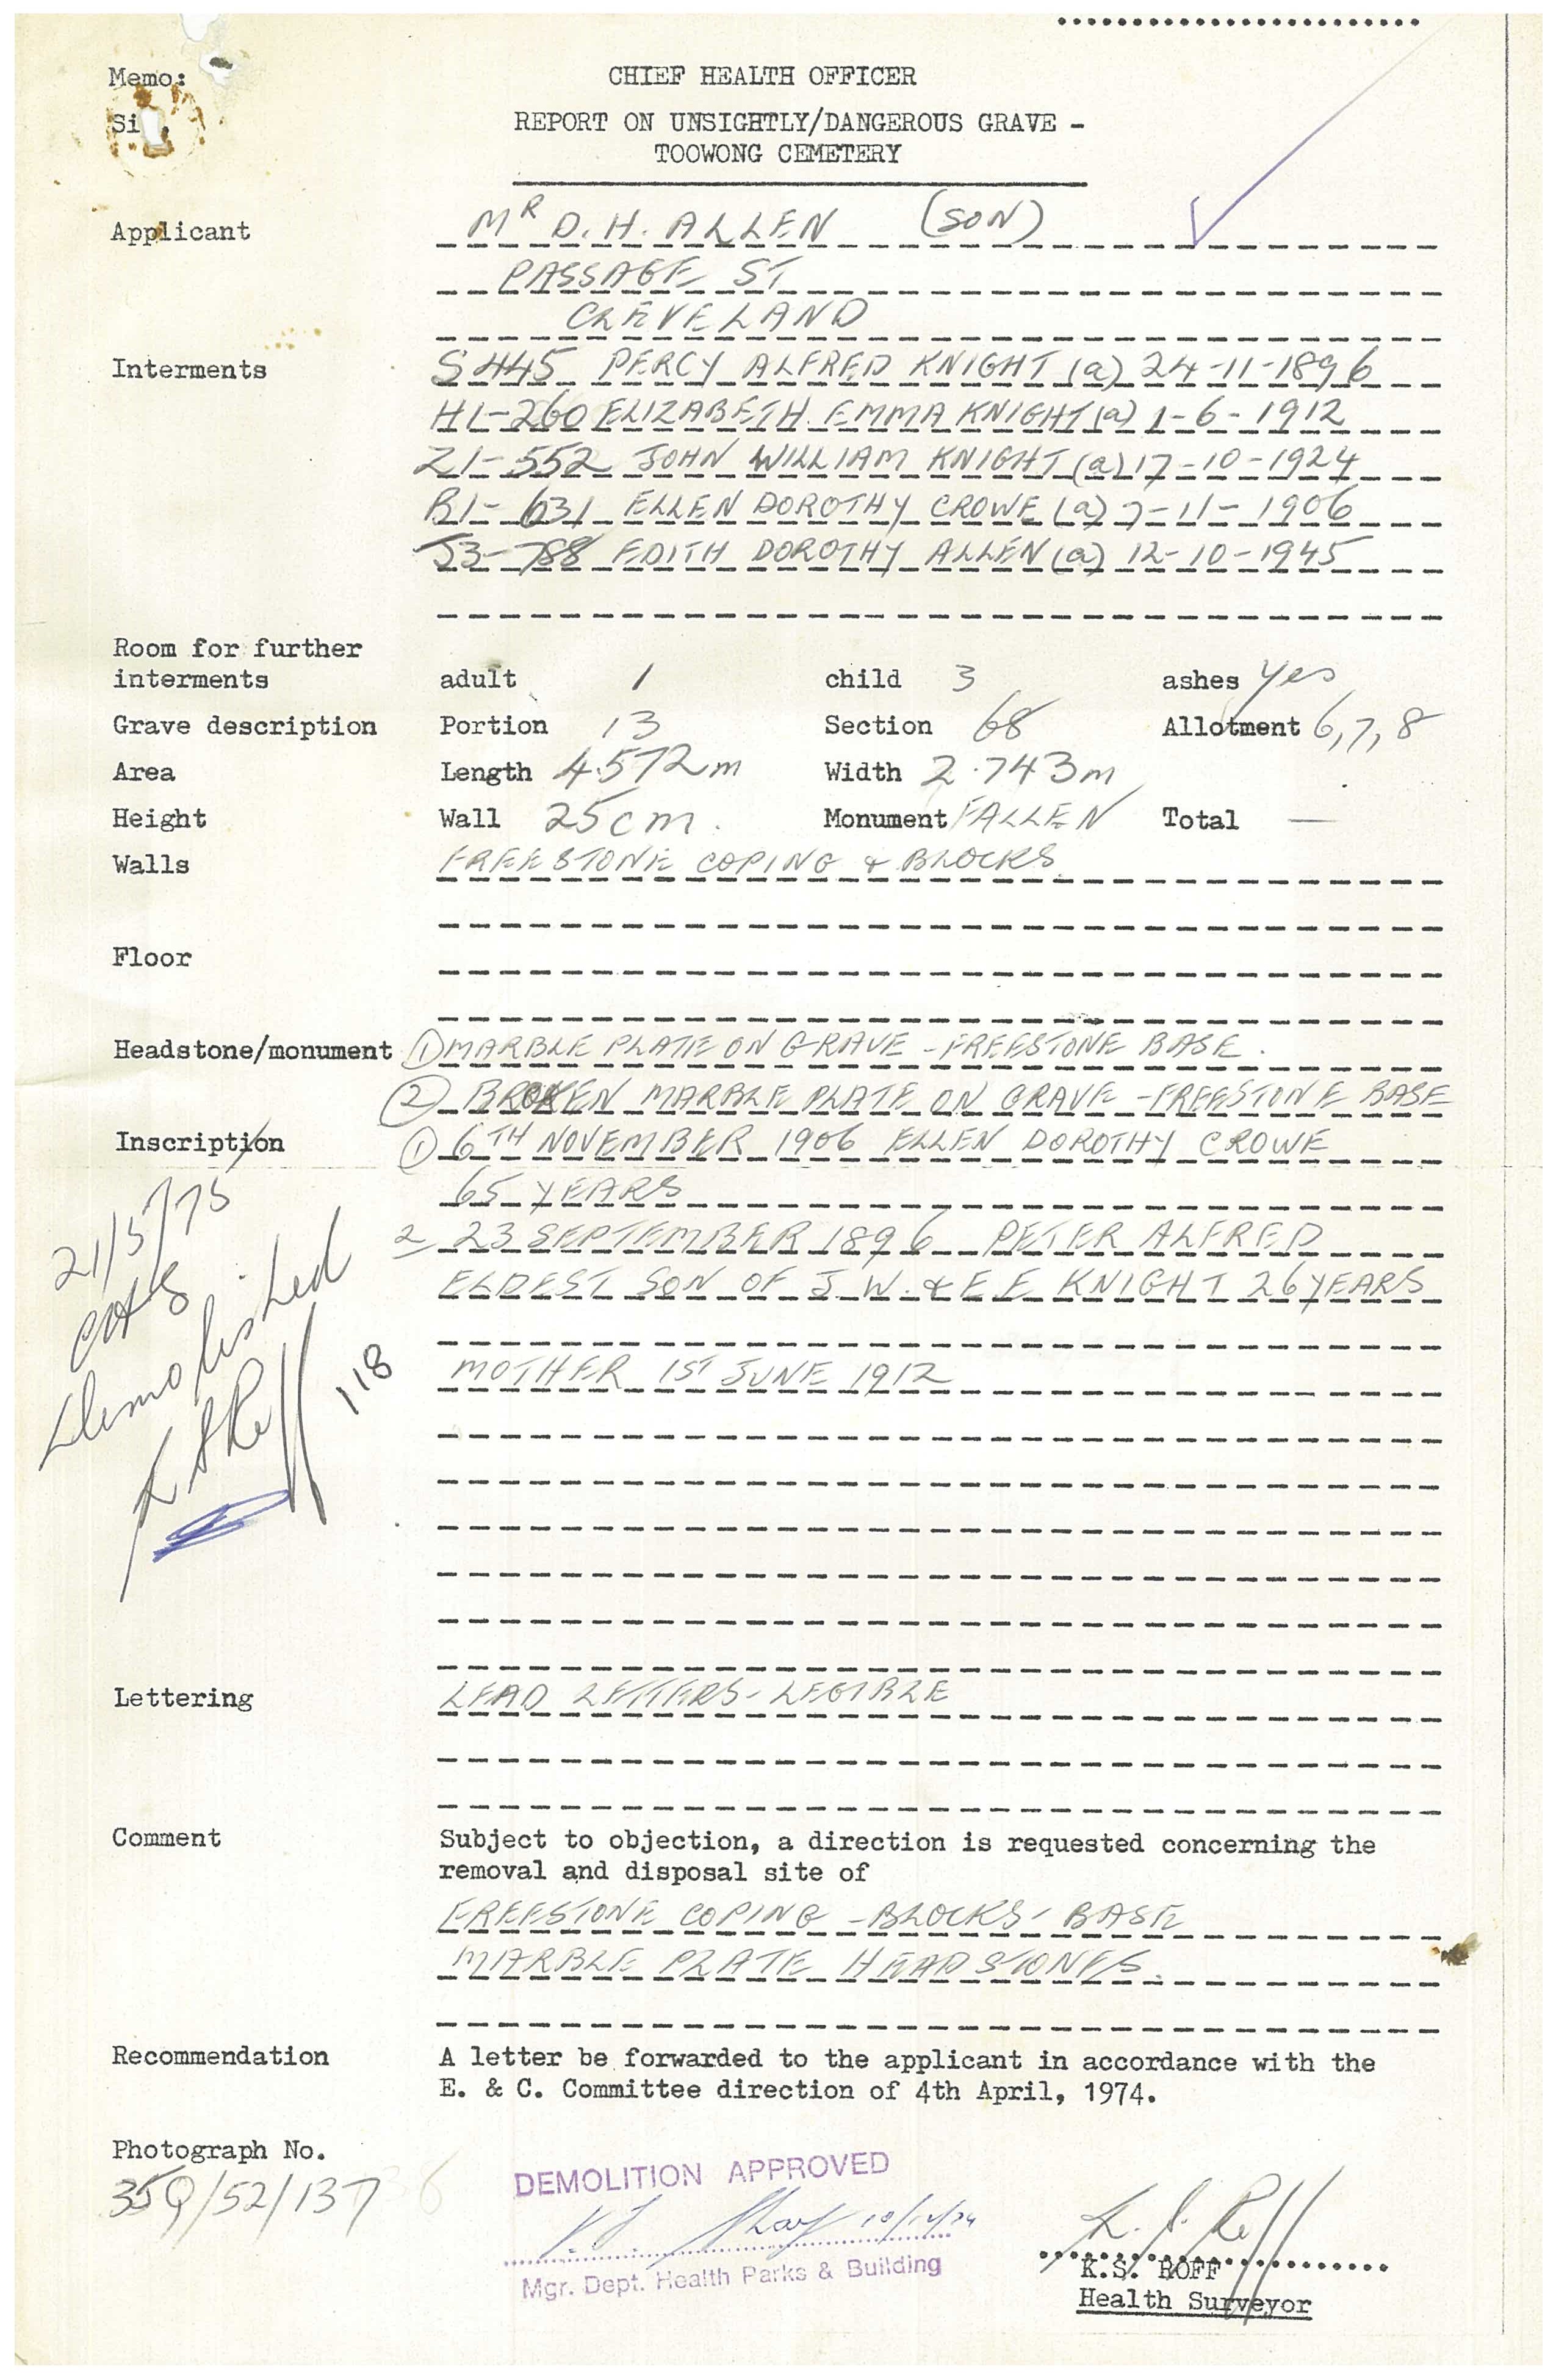 Memo: CHIEF HEALTH OFFICER
REPORT ON UNSIGHTLY/DANGEROUS GRAVE -
TOOWONG CEMETERY
Applicant MR D. H. ALLEN (SON)
PASSAGE ST
CLEVELAND
Interments S445 PERCY ALFRED KNIGHT (a) 24-11-1896
H1-260 ELIZABETH EMMA KNIGHT (a) 1-6-1912
Z1-552 JOHN WILLIAM KNIGHT (a) 17-10-1924
B1-631 ELLEN DOROTHY CROWE (a) 7-11-1906
J3-788 EDITH DOROTHY ALLEN (a) 12-10-1945
Room for further
interments adult 1 child 3 ashes yes
Grave description Portion 13 Section 68 Allotment 6,7,8
Area Length 4.572m Width 2.743m
Height Wall 25cm. Monument FALLEN Total —
Walls FREESTONE COPING & BLOCKS
Floor
Headstone/monument ① MARBLE PLATE ON GRAVE - FREESTONE BASE.
② BROKEN MARBLE PLATE ON GRAVE - FREESTONE BASE
Inscription ① 6TH NOVEMBER 1906 ELLEN DOROTHY CROWE
65 YEARS
2 23 SEPTEMBER 1896 PETER ALFRED
ELDEST SON OF J. W. & E E KNIGHT 26 YEARS
MOTHER 1ST JUNE 1912
21/5/75
Demolished
118
Lettering LEAD LETTERS - LEGIBLE
Comment Subject to objection, a direction is requested concerning the
removal and disposal site of
FREESTONE COPING - BLOCKS - BASE
MARBLE PLATE HEADSTONES.
Recommendation A letter be forwarded to the applicant in accordance with the
E. & C. Committee direction of 4th April, 1974.
Photograph No.
35Q/52/137
DEMOLITION APPROVED
10/12/74
Mgr. Dept. Health Parks & Building
K.S. ROFF
Health Surveyor